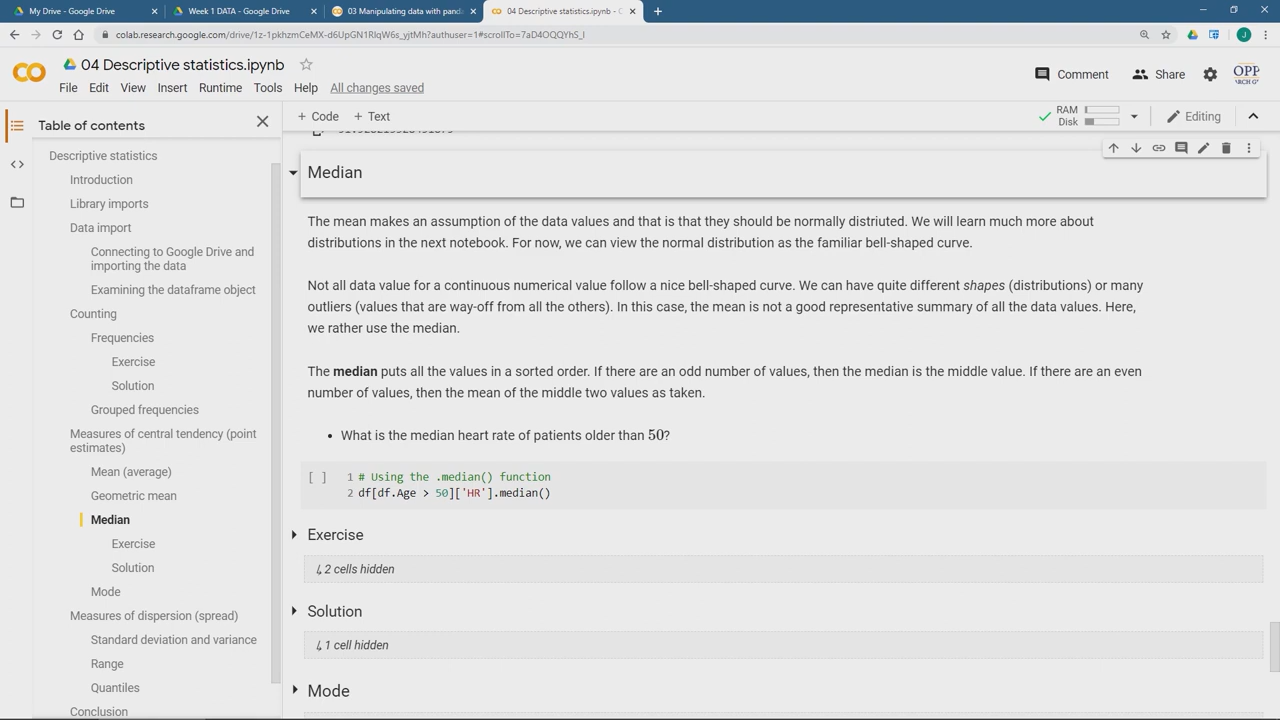 My Drive - Google Drive
Week 1 DATA - Google Drive
03 Manipulating data with panda
04 Descriptive statistics.ipynb - C
colab.research.google.com/drive/1z-1pkhzmCeMX-d6UpGN1RIqW6s_yjtMh?authuser=1#scrollTo=7aD4OQQYhS_I
J
04 Descriptive statistics.ipynb
File Edit View Insert Runtime Tools Help All changes saved
Comment
Share
OPP
Table of contents
+ Code + Text
RAM
Disk
Editing
Descriptive statistics
Introduction
Library imports
Data import
Connecting to Google Drive and
importing the data
Examining the dataframe object
Counting
Frequencies
Exercise
Solution
Grouped frequencies
Measures of central tendency (point
estimates)
Mean (average)
Geometric mean
Median
Exercise
Solution
Mode
Measures of dispersion (spread)
Standard deviation and variance
Range
Quantiles
Conclusion
Median
The mean makes an assumption of the data values and that is that they should be normally distriuted. We will learn much more about
distributions in the next notebook. For now, we can view the normal distribution as the familiar bell-shaped curve.
Not all data value for a continuous numerical value follow a nice bell-shaped curve. We can have quite different shapes (distributions) or many
outliers (values that are way-off from all the others). In this case, the mean is not a good representative summary of all the data values. Here,
we rather use the median.
The median puts all the values in a sorted order. If there are an odd number of values, then the median is the middle value. If there are an even
number of values, then the mean of the middle two values as taken.
• What is the median heart rate of patients older than 50?
[ ] 1 # Using the .median() function
2 df[df.Age > 50]['HR'].median()
Exercise
↳ 2 cells hidden
Solution
↳ 1 cell hidden
Mode